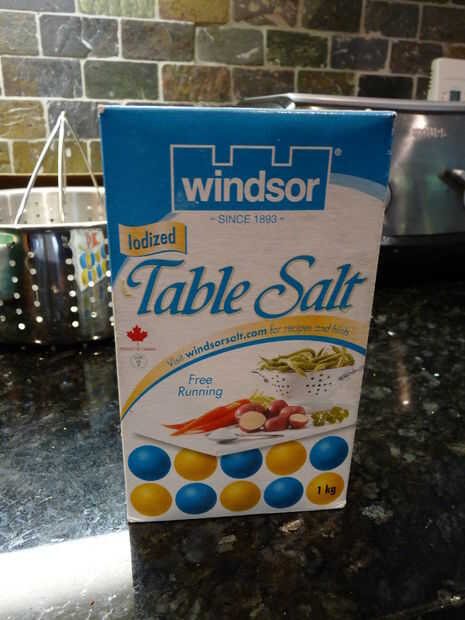 windsor®
- SINCE 1893 -
Iodized
Table Salt
Visit windsorsalt.com for recipes and hints
Free
Running
1 kg